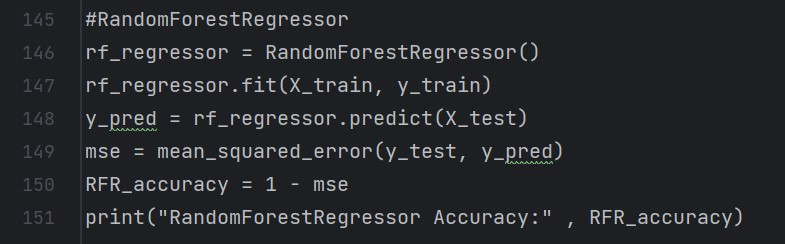 145 #RandomForestRegressor
146 rf_regressor = RandomForestRegressor()
147 rf_regressor.fit(X_train, y_train)
148 y_pred = rf_regressor.predict(X_test)
149 mse = mean_squared_error(y_test, y_pred)
150 RFR_accuracy = 1 - mse
151 print("RandomForestRegressor Accuracy:" , RFR_accuracy)